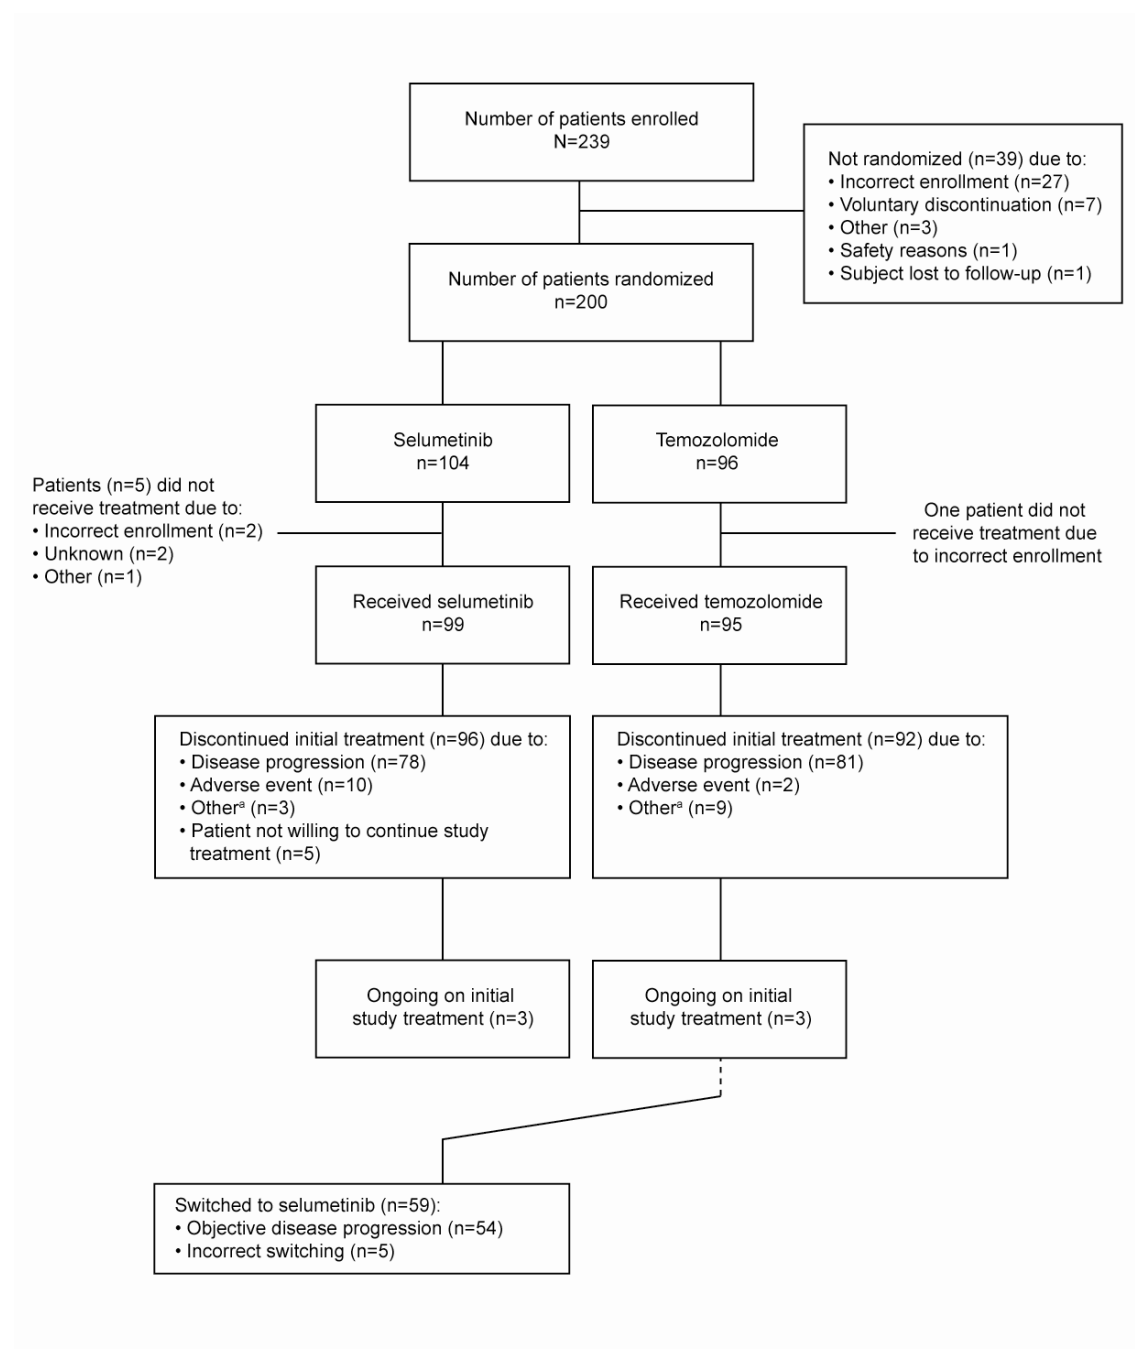 Number of patients enrolled
N=239
Not randomized (n=39) due to:
• Incorrect enrollment (n=27)
• Voluntary discontinuation (n=7)
• Other (n=3)
• Safety reasons (n=1)
• Subject lost to follow-up (n=1)
Number of patients randomized
n=200
Selumetinib
n=104
Temozolomide
n=96
Patients (n=5) did not
receive treatment due to:
• Incorrect enrollment (n=2)
• Unknown (n=2)
• Other (n=1)
One patient did not
receive treatment due
to incorrect enrollment
Received selumetinib
n=99
Received temozolomide
n=95
Discontinued initial treatment (n=96) due to:
• Disease progression (n=78)
• Adverse event (n=10)
• Otherᵃ (n=3)
• Patient not willing to continue study
treatment (n=5)
Discontinued initial treatment (n=92) due to:
• Disease progression (n=81)
• Adverse event (n=2)
• Otherᵃ (n=9)
Ongoing on initial
study treatment (n=3)
Ongoing on initial
study treatment (n=3)
Switched to selumetinib (n=59):
• Objective disease progression (n=54)
• Incorrect switching (n=5)